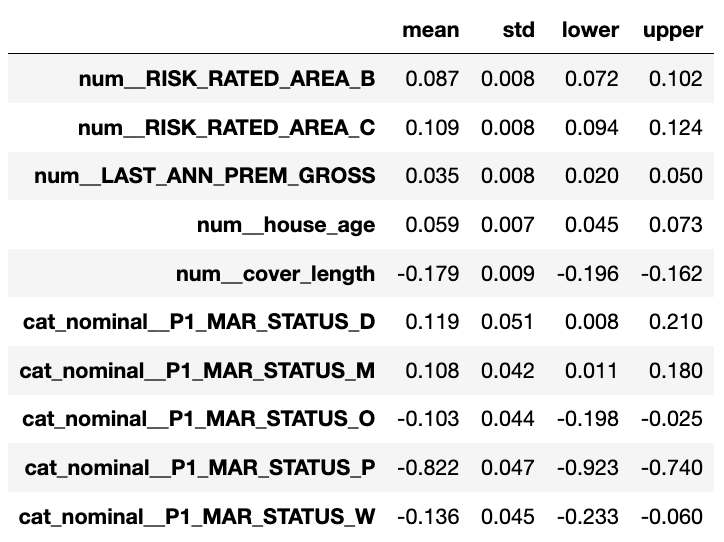 mean std lower upper
num__RISK_RATED_AREA_B 0.087 0.008 0.072 0.102
num__RISK_RATED_AREA_C 0.109 0.008 0.094 0.124
num__LAST_ANN_PREM_GROSS 0.035 0.008 0.020 0.050
num__house_age 0.059 0.007 0.045 0.073
num__cover_length -0.179 0.009 -0.196 -0.162
cat_nominal__P1_MAR_STATUS_D 0.119 0.051 0.008 0.210
cat_nominal__P1_MAR_STATUS_M 0.108 0.042 0.011 0.180
cat_nominal__P1_MAR_STATUS_O -0.103 0.044 -0.198 -0.025
cat_nominal__P1_MAR_STATUS_P -0.822 0.047 -0.923 -0.740
cat_nominal__P1_MAR_STATUS_W -0.136 0.045 -0.233 -0.060